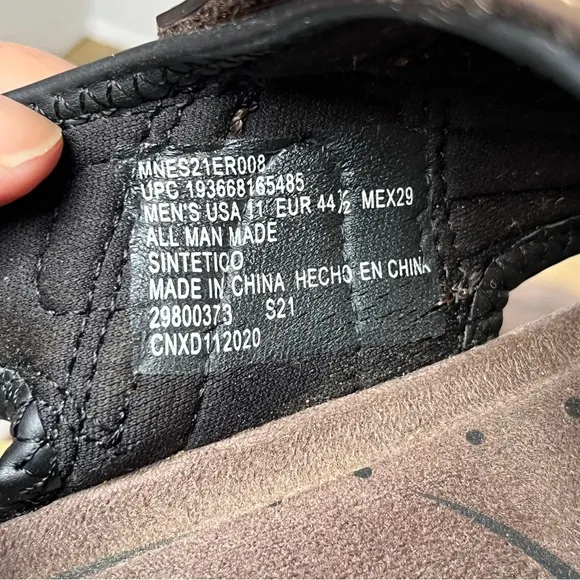 MNES21ER008
UPC 193668165485
MEN'S USA 11 EUR 44½ MEX29
ALL MAN MADE
SINTETICO
MADE IN CHINA HECHO EN CHINA
29800373 S21
CNXD112020